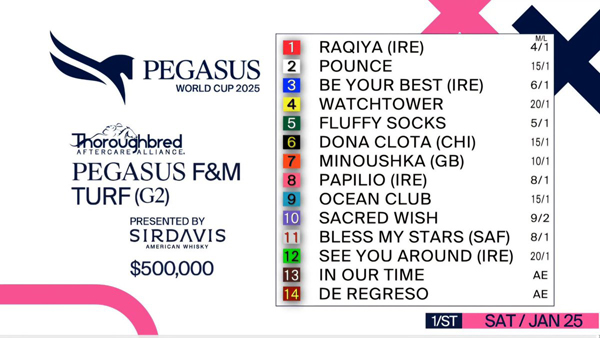 PEGASUS
WORLD CUP 2025
Thoroughbred
AFTERCARE ALLIANCE
PEGASUS F&M
TURF (G2)
PRESENTED BY
SIRDAVIS
AMERICAN WHISKY
$500,000
M/L
1 RAQIYA (IRE) 4/1
2 POUNCE 15/1
3 BE YOUR BEST (IRE) 6/1
4 WATCHTOWER 20/1
5 FLUFFY SOCKS 5/1
6 DONA CLOTA (CHI) 15/1
7 MINOUSHKA (GB) 10/1
8 PAPILIO (IRE) 8/1
9 OCEAN CLUB 15/1
10 SACRED WISH 9/2
11 BLESS MY STARS (SAF) 8/1
12 SEE YOU AROUND (IRE) 20/1
13 IN OUR TIME AE
14 DE REGRESO AE
1/ST SAT / JAN 25